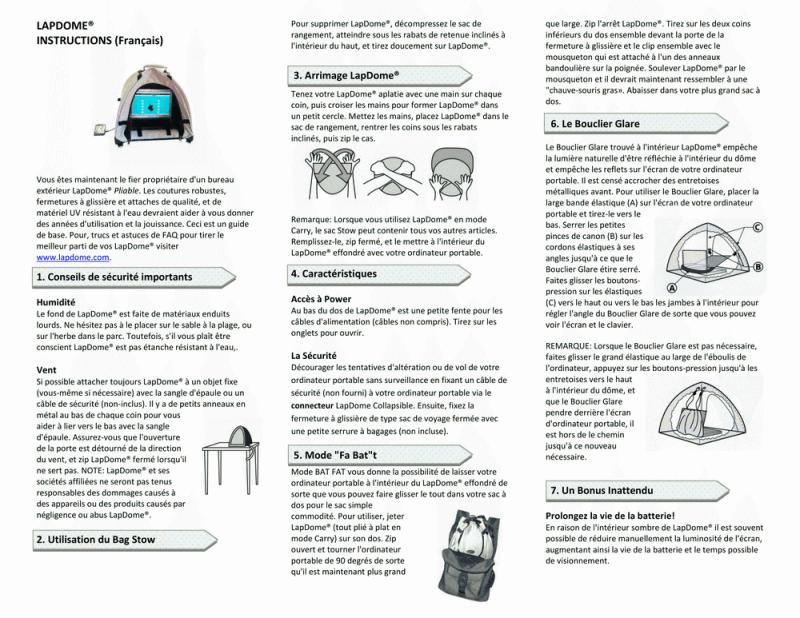 LAPDOME®
INSTRUCTIONS (Français)
Vous êtes maintenant le fier propriétaire d'un bureau
extérieur LapDome® Pliable. Les coutures robustes,
fermetures à glissière et attaches de qualité, et de
matériel UV résistant à l'eau devraient aider à vous donner
des années d'utilisation et la jouissance. Ceci est un guide
de base. Pour, trucs et astuces de FAQ pour tirer le
meilleur parti de vos LapDome® visiter
www.lapdome.com.
1. Conseils de sécurité importants
Humidité
Le fond de LapDome® est faite de matériaux enduits
lourds. Ne hésitez pas à le placer sur le sable à la plage, ou
sur l'herbe dans le parc. Toutefois, s'il vous plaît être
conscient LapDome® est pas étanche résistant à l'eau,.
Vent
Si possible attacher toujours LapDome® à un objet fixe
(vous-même si nécessaire) avec la sangle d'épaule ou un
câble de sécurité (non-inclus). Il y a de petits anneaux en
métal au bas de chaque coin pour vous
aider à lier vers le bas avec la sangle
d'épaule. Assurez-vous que l'ouverture
de la porte est détourné de la direction
du vent, et zip LapDome® fermé lorsqu'il
ne sert pas. NOTE: LapDome® et ses
sociétés affiliées ne seront pas tenus
responsables des dommages causés à
des appareils ou des produits causés par
négligence ou abus LapDome®.
2. Utilisation du Bag Stow
Pour supprimer LapDome®, décompressez le sac de
rangement, atteindre sous les rabats de retenue inclinés à
l'intérieur du haut, et tirez doucement sur LapDome®.
3. Arrimage LapDome®
Tenez votre LapDome® aplatie avec une main sur chaque
coin, puis croiser les mains pour former LapDome® dans
un petit cercle. Mettez les mains, placez LapDome® dans le
sac de rangement, rentrer les coins sous les rabats
inclinés, puis zip le cas.
Remarque: Lorsque vous utilisez LapDome® en mode
Carry, le sac Stow peut contenir tous vos autres articles.
Remplissez-le, zip fermé, et le mettre à l'intérieur du
LapDome® effondré avec votre ordinateur portable.
4. Caractéristiques
Accès à Power
Au bas du dos de LapDome® est une petite fente pour les
câbles d'alimentation (câbles non compris). Tirez sur les
onglets pour ouvrir.
La Sécurité
Décourager les tentatives d'altération ou de vol de votre
ordinateur portable sans surveillance en fixant un câble de
sécurité (non fourni) à votre ordinateur portable via le
connecteur LapDome Collapsible. Ensuite, fixez la
fermeture à glissière de type sac de voyage fermée avec
une petite serrure à bagages (non incluse).
5. Mode "Fa Bat"t
Mode BAT FAT vous donne la possibilité de laisser votre
ordinateur portable à l'intérieur du LapDome® effondré de
sorte que vous pouvez faire glisser le tout dans votre sac à
dos pour le sac simple
commodité. Pour utiliser, jeter
LapDome® (tout plié à plat en
mode Carry) sur son dos. Zip
ouvert et tourner l'ordinateur
portable de 90 degrés de sorte
qu'il est maintenant plus grand
que large. Zip l'arrêt LapDome®. Tirez sur les deux coins
inférieurs du dos ensemble devant la porte de la
fermeture à glissière et le clip ensemble avec le
mousqueton qui est attaché à l'un des anneaux
bandoulière sur la poignée. Soulever LapDome® par le
mousqueton et il devrait maintenant ressembler à une
"chauve-souris gras». Abaisser dans votre plus grand sac à
dos.
6. Le Bouclier Glare
Le Bouclier Glare trouvé à l'intérieur LapDome® empêche
la lumière naturelle d'être réfléchie à l'intérieur du dôme
et empêche les reflets sur l'écran de votre ordinateur
portable. Il est censé accrocher des entretoises
métalliques avant. Pour utiliser le Bouclier Glare, placer la
large bande élastique (A) sur l'écran de votre ordinateur
portable et tirez-le vers le
bas. Serrer les petites
pinces de canon (B) sur les
cordons élastiques à ses
angles jusqu'à ce que le
Bouclier Glare étire serré.
Faites glisser les boutons-
pression sur les élastiques
(C) vers le haut ou vers le bas les jambes à l'intérieur pour
régler l'angle du Bouclier Glare de sorte que vous pouvez
voir l'écran et le clavier.
C
B
A
REMARQUE: Lorsque le Bouclier Glare est pas nécessaire,
faites glisser le grand élastique au large de l'éboulis de
l'ordinateur, appuyez sur les boutons-pression jusqu'à les
entretoises vers le haut
à l'intérieur du dôme, et
que le Bouclier Glare
pendre derrière l'écran
d'ordinateur portable, il
est hors de le chemin
jusqu'à ce nouveau
nécessaire.
7. Un Bonus Inattendu
Prolongez la vie de la batterie!
En raison de l'intérieur sombre de LapDome® il est souvent
possible de réduire manuellement la luminosité de l'écran,
augmentant ainsi la vie de la batterie et le temps possible
de visionnement.